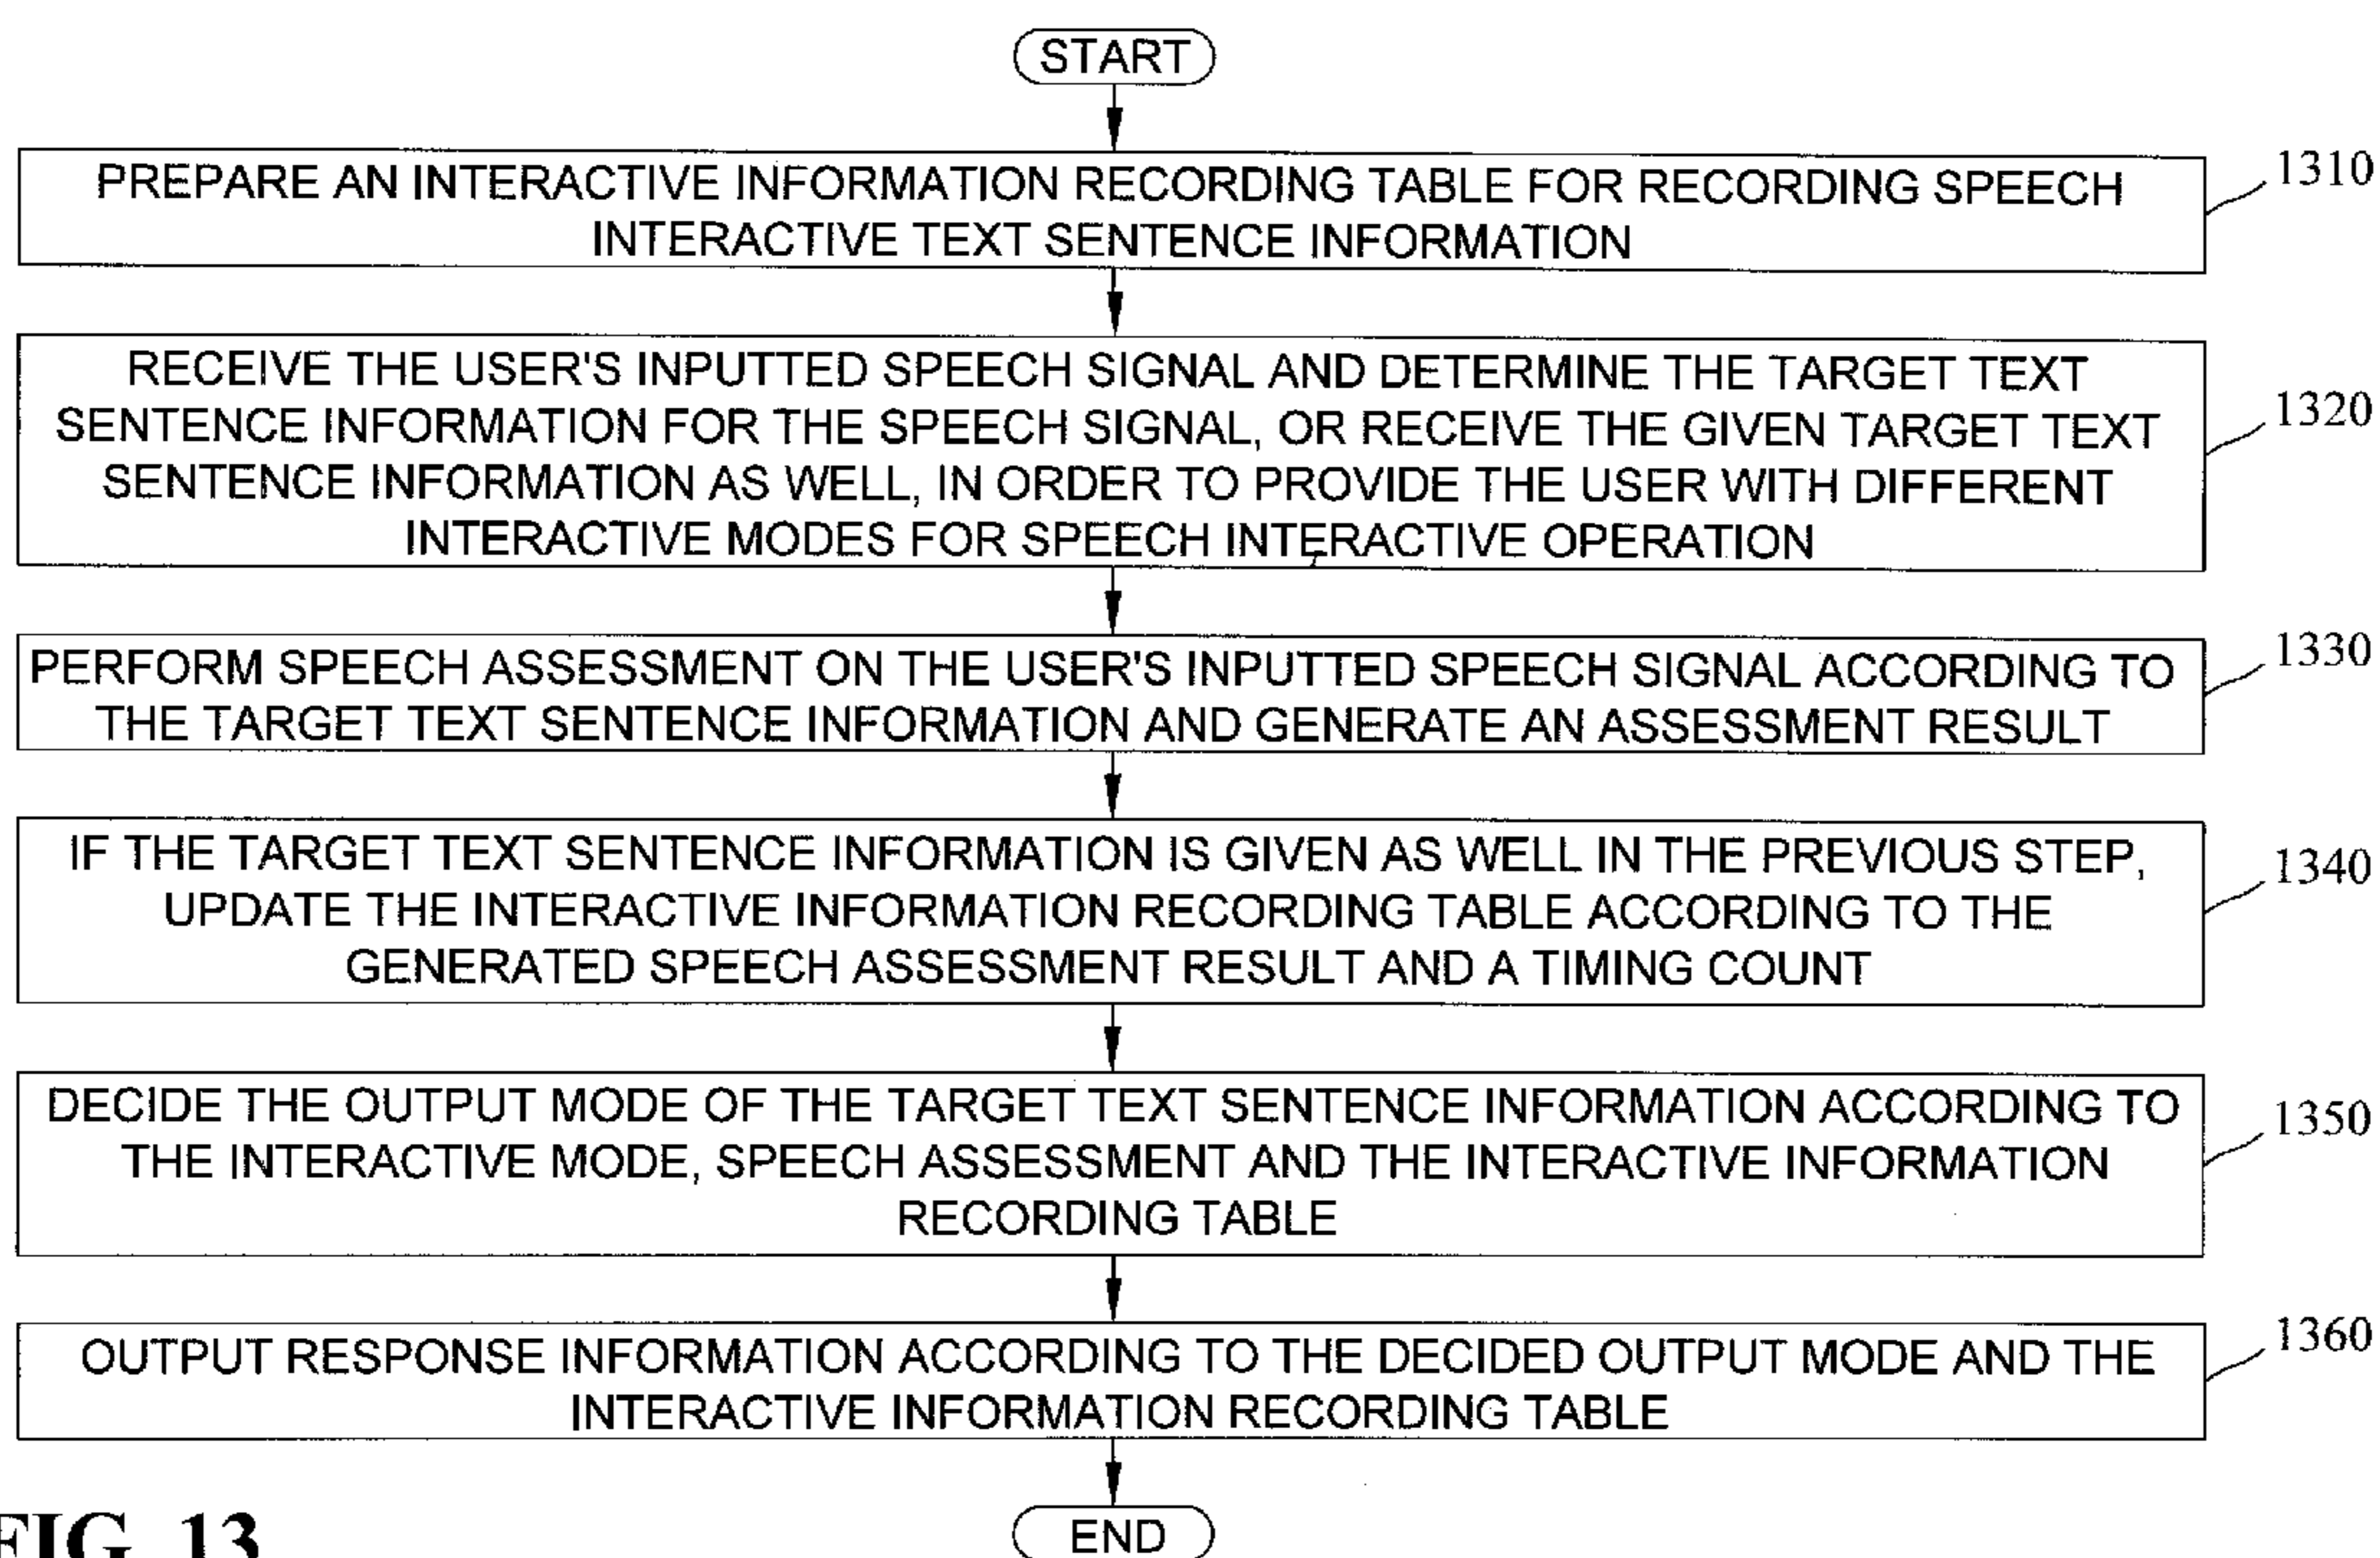 START
PREPARE AN INTERACTIVE INFORMATION RECORDING TABLE FOR RECORDING SPEECH
INTERACTIVE TEXT SENTENCE INFORMATION
1310
RECEIVE THE USER'S INPUTTED SPEECH SIGNAL AND DETERMINE THE TARGET TEXT
SENTENCE INFORMATION FOR THE SPEECH SIGNAL, OR RECEIVE THE GIVEN TARGET TEXT
SENTENCE INFORMATION AS WELL, IN ORDER TO PROVIDE THE USER WITH DIFFERENT
INTERACTIVE MODES FOR SPEECH INTERACTIVE OPERATION
1320
PERFORM SPEECH ASSESSMENT ON THE USER'S INPUTTED SPEECH SIGNAL ACCORDING TO
THE TARGET TEXT SENTENCE INFORMATION AND GENERATE AN ASSESSMENT RESULT
1330
IF THE TARGET TEXT SENTENCE INFORMATION IS GIVEN AS WELL IN THE PREVIOUS STEP,
UPDATE THE INTERACTIVE INFORMATION RECORDING TABLE ACCORDING TO THE
GENERATED SPEECH ASSESSMENT RESULT AND A TIMING COUNT
1340
DECIDE THE OUTPUT MODE OF THE TARGET TEXT SENTENCE INFORMATION ACCORDING TO
THE INTERACTIVE MODE, SPEECH ASSESSMENT AND THE INTERACTIVE INFORMATION
RECORDING TABLE
1350
OUTPUT RESPONSE INFORMATION ACCORDING TO THE DECIDED OUTPUT MODE AND THE
INTERACTIVE INFORMATION RECORDING TABLE
1360
END
FIG. 13